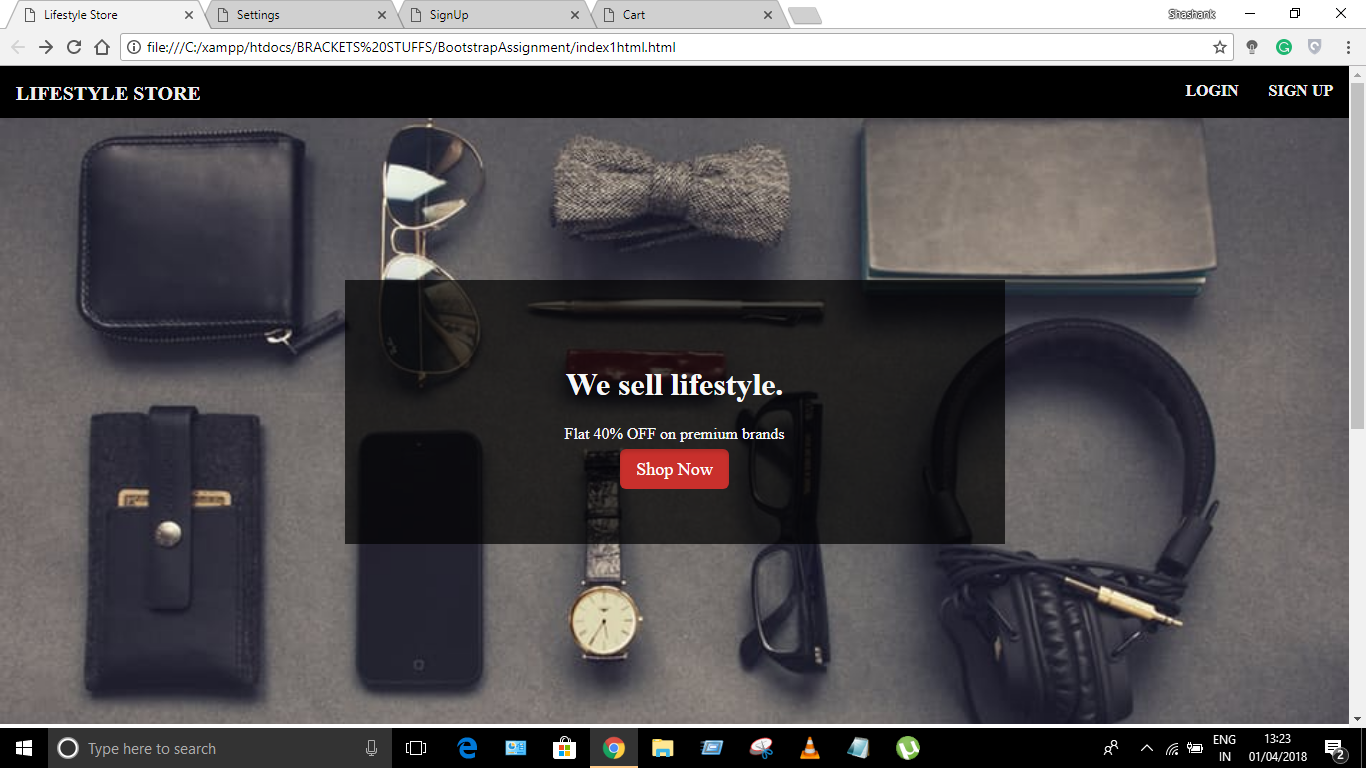 Lifestyle Store
Settings
SignUp
Cart
Shashank
file:///C:/xampp/htdocs/BRACKETS%20STUFFS/BootstrapAssignment/index1html.html
LIFESTYLE STORE
LOGIN
SIGN UP
We sell lifestyle.
Flat 40% OFF on premium brands
Shop Now
Type here to search
ENG
IN
13:23
01/04/2018
2